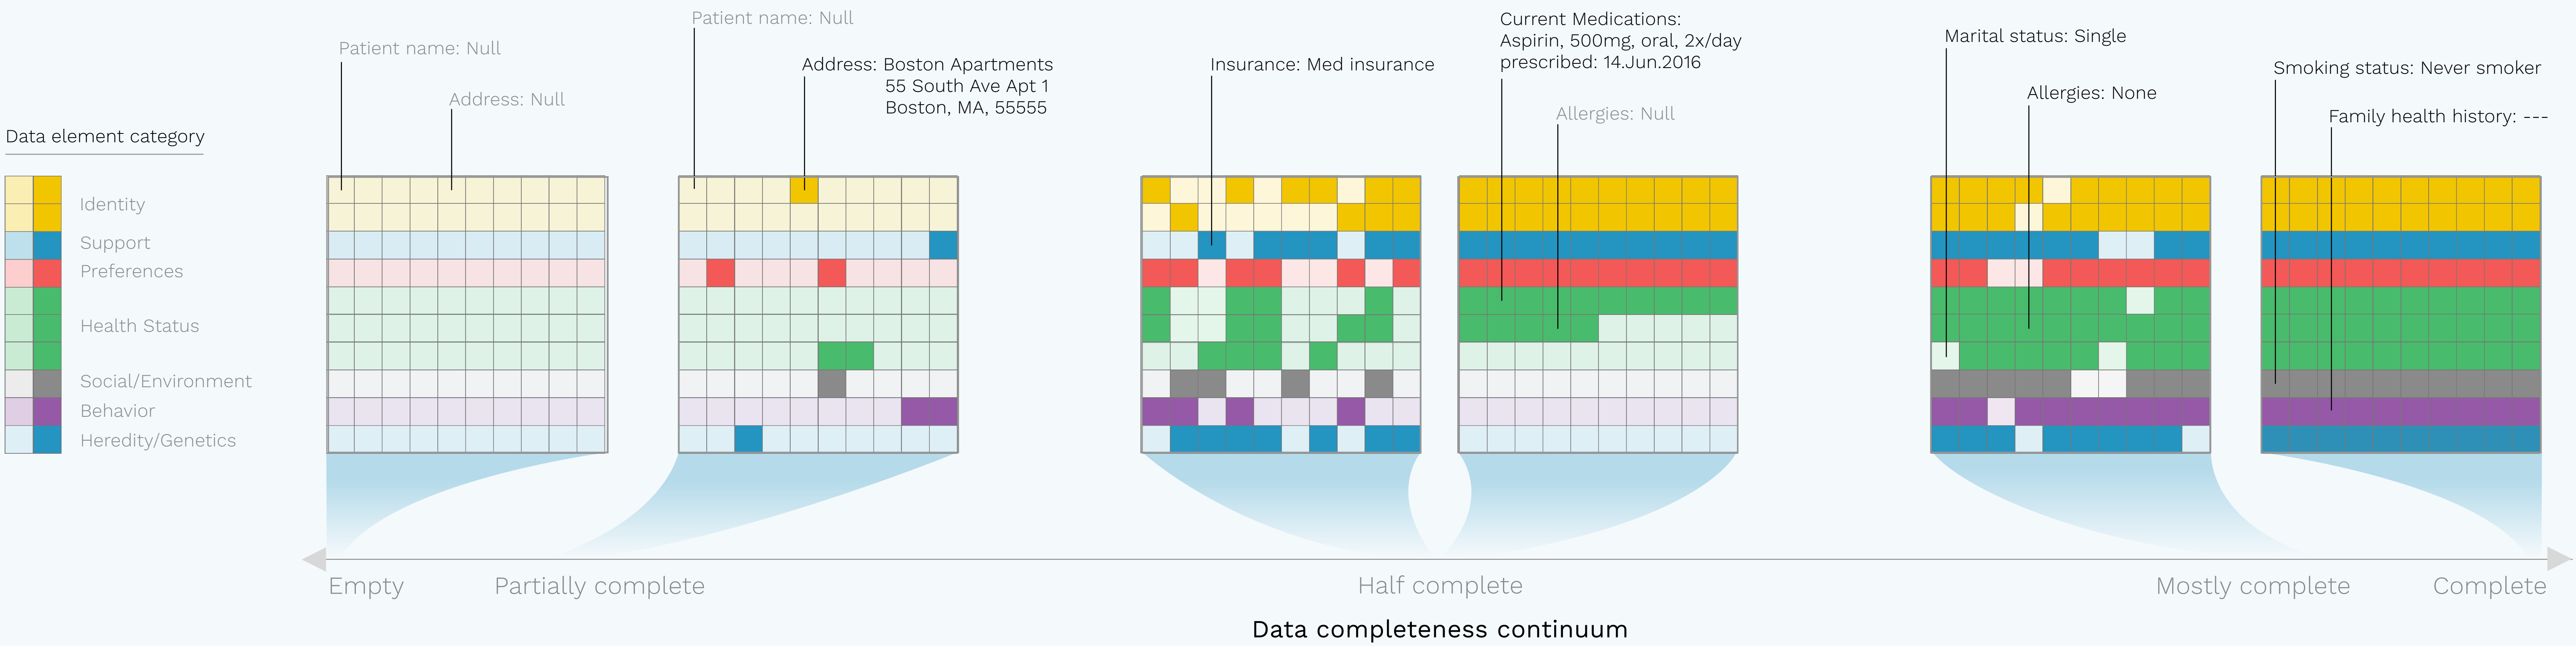 Patient name: Null
Address: Null
Patient name: Null
Address: Boston Apartments
55 South Ave Apt 1
Boston, MA, 55555
Insurance: Med insurance
Current Medications:
Aspirin, 500mg, oral, 2x/day
prescribed: 14.Jun.2016
Allergies: Null
Marital status: Single
Allergies: None
Smoking status: Never smoker
Family health history: ---
Data element category
Identity
Support
Preferences
Health Status
Social/Environment
Behavior
Heredity/Genetics
Empty
Partially complete
Half complete
Mostly complete
Complete
Data completeness continuum